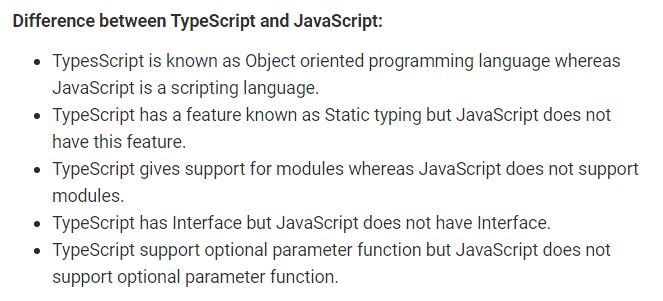 Difference between TypeScript and JavaScript:
• TypesScript is known as Object oriented programming language whereas
JavaScript is a scripting language.
• TypeScript has a feature known as Static typing but JavaScript does not
have this feature.
• TypeScript gives support for modules whereas JavaScript does not support
modules.
• TypeScript has Interface but JavaScript does not have Interface.
• TypeScript support optional parameter function but JavaScript does not
support optional parameter function.